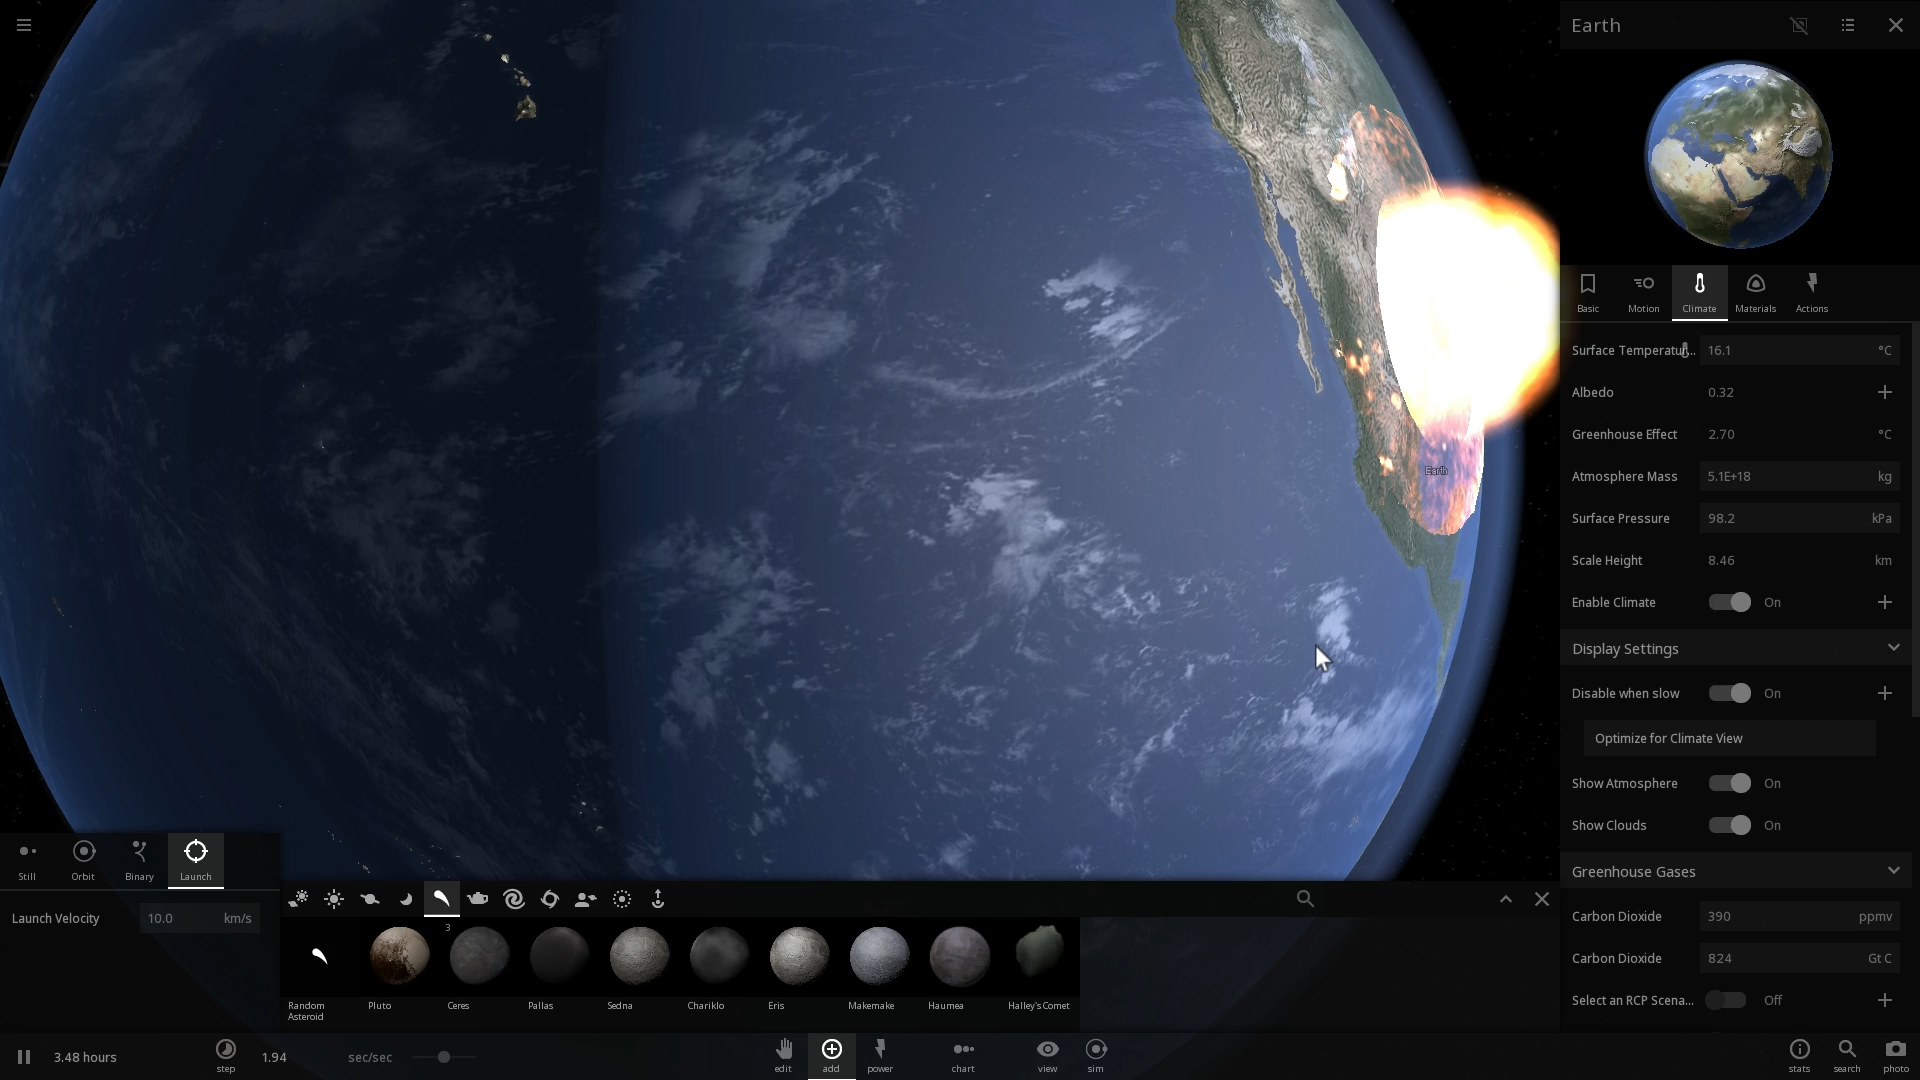 Earth
Basic
Motion
Climate
Materials
Actions
Surface Temperatur... 16.1 °C
Albedo 0.32
Greenhouse Effect 2.70 °C
Atmosphere Mass 5.1E+18 kg
Surface Pressure 98.2 kPa
Scale Height 8.46 km
Enable Climate On
Display Settings
Disable when slow On
Optimize for Climate View
Show Atmosphere On
Show Clouds On
Greenhouse Gases
Carbon Dioxide 390 ppmv
Carbon Dioxide 824 Gt C
Select an RCP Scena... Off
Earth
Still
Orbit
Binary
Launch
Launch Velocity 10.0 km/s
3
Random
Asteroid
Pluto
Ceres
Pallas
Sedna
Chariklo
Eris
Makemake
Haumea
Halley's Comet
3.48 hours
step
1.94 sec/sec
edit
add
power
chart
view
sim
stats
search
photo